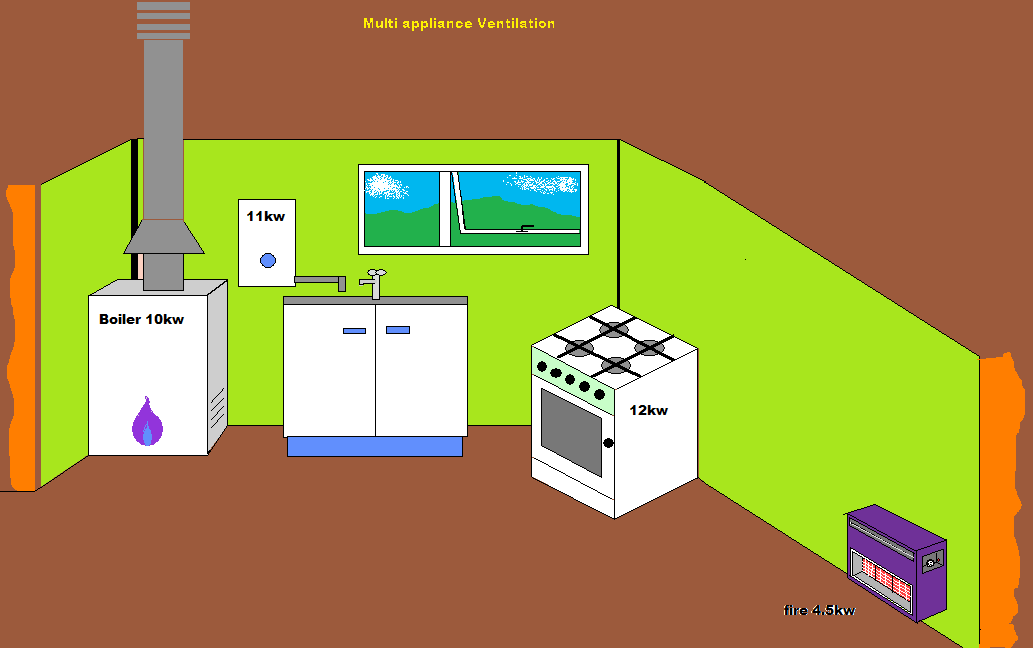 Multi appliance Ventilation
11kw
Boiler 10kw
12kw
fire 4.5kw